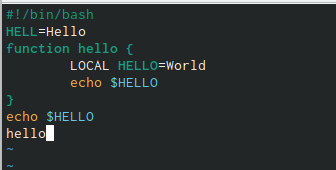 #!/bin/bash
HELL=Hello
function hello {
        LOCAL HELLO=World
        echo $HELLO
}
echo $HELLO
hello
~
~